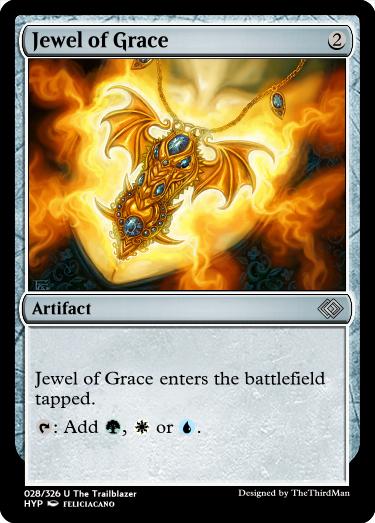 Jewel of Grace 2
Artifact
Jewel of Grace enters the battlefield
tapped.
: Add , or .
028/326 U The Trailblazer
HYP FELICIACANO
Designed by TheThirdMan